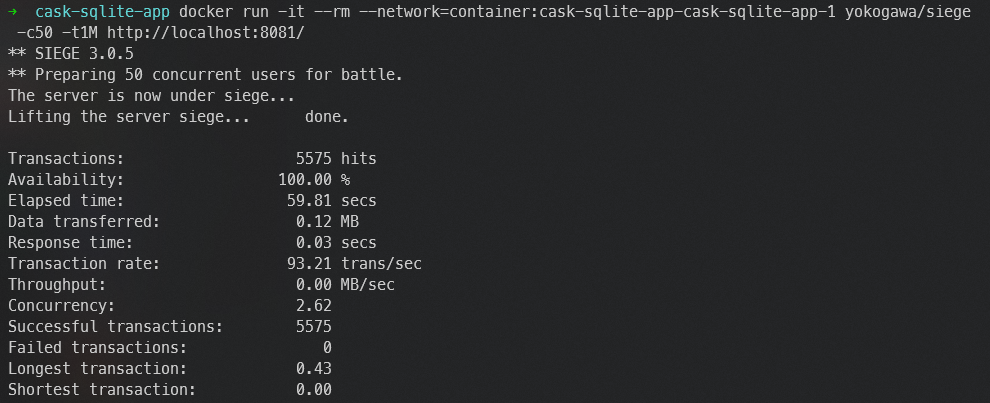 → cask-sqlite-app docker run -it --rm --network=container:cask-sqlite-app-cask-sqlite-app-1 yokogawa/siege
-c50 -t1M http://localhost:8081/
** SIEGE 3.0.5
** Preparing 50 concurrent users for battle.
The server is now under siege...
Lifting the server siege... done.
Transactions: 5575 hits
Availability: 100.00 %
Elapsed time: 59.81 secs
Data transferred: 0.12 MB
Response time: 0.03 secs
Transaction rate: 93.21 trans/sec
Throughput: 0.00 MB/sec
Concurrency: 2.62
Successful transactions: 5575
Failed transactions: 0
Longest transaction: 0.43
Shortest transaction: 0.00